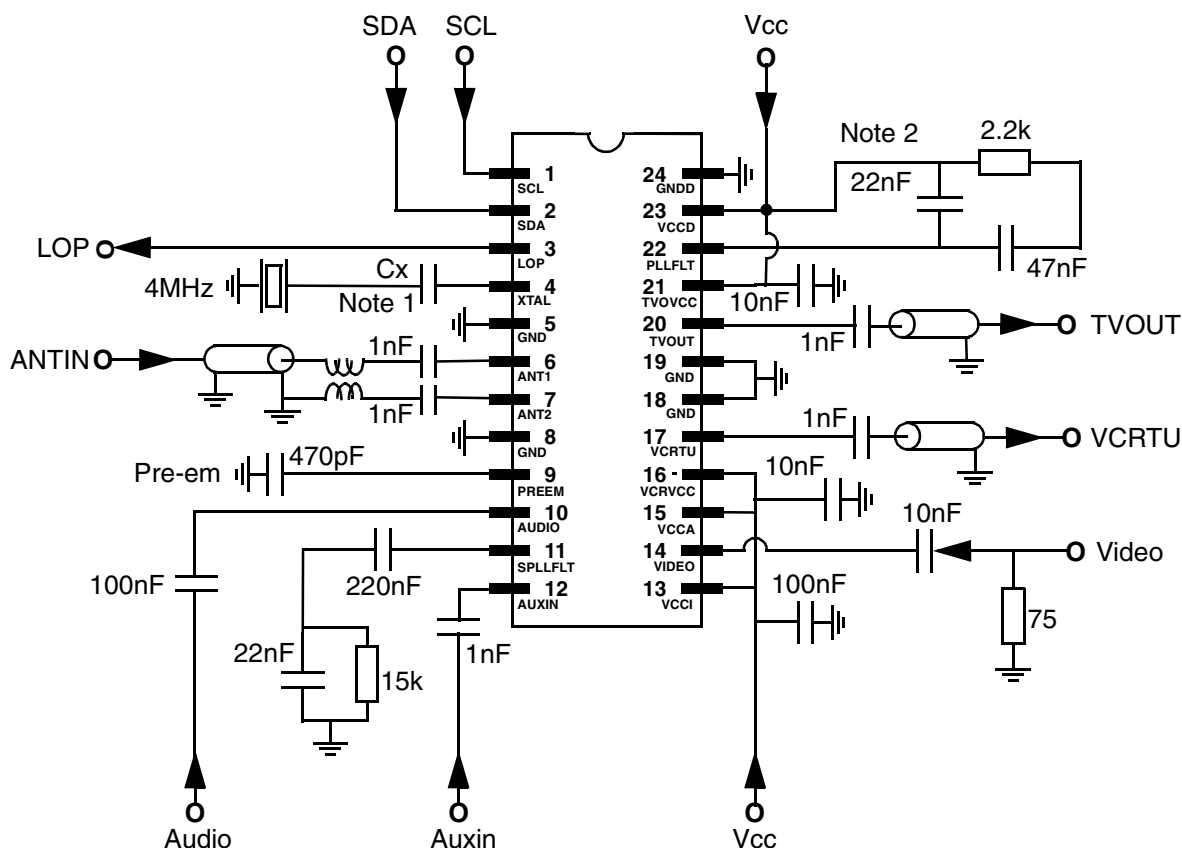 SDA SCL Vcc
Note 2 2.2k
22nF
47nF
1 SCL
2 SDA
3 LOP
4 XTAL
5 GND
6 ANT1
7 ANT2
8 GND
9 PREEM
10 AUDIO
11 SPLLFLT
12 AUXIN
24 GNDD
23 VCCD
22 PLLFLT
21 TVOVCC
20 TVOUT
19 GND
18 GND
17 VCRTU
16 - VCRVCC
15 VCCA
14 VIDEO
13 VCCI
LOP
4MHz
Cx
Note 1
ANTIN
1nF
1nF
Pre-em
470pF
100nF
220nF
22nF
15k
1nF
10nF
1nF
TVOUT
1nF
VCRTU
10nF
10nF
Video
100nF
75
Audio Auxin Vcc